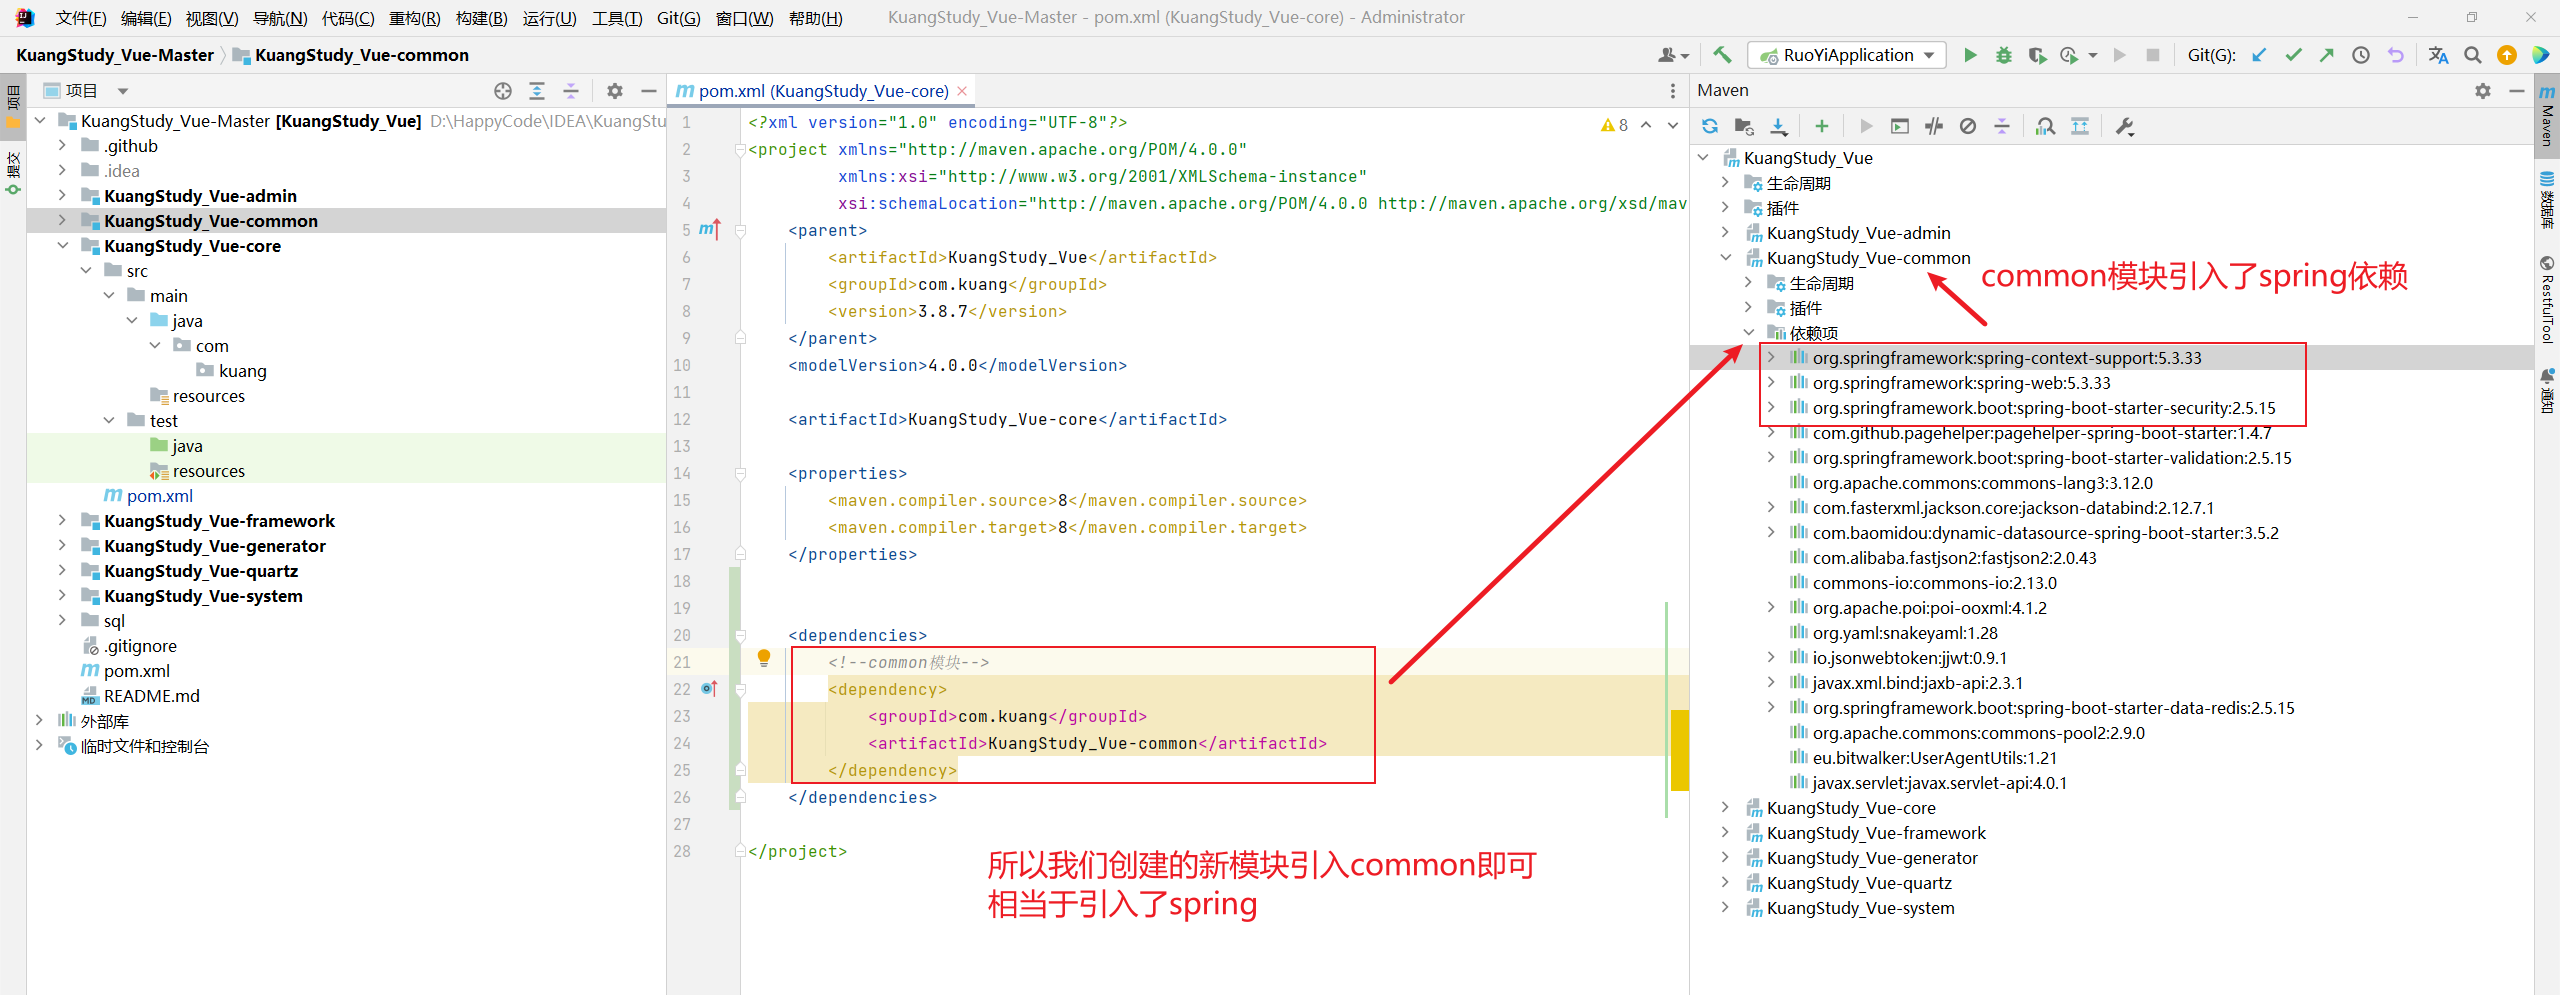 文件(F) 编辑(E) 视图(V) 导航(N) 代码(C) 重构(R) 构建(B) 运行(U) 工具(T) Git(G) 窗口(W) 帮助(H) KuangStudy_Vue-Master - pom.xml (KuangStudy_Vue-core) - Administrator
KuangStudy_Vue-Master KuangStudy_Vue-common RuoYiApplication Git(G):
项目
提交
项目
KuangStudy_Vue-Master [KuangStudy_Vue] D:\HappyCode\IDEA\KuangStu
.github
.idea
KuangStudy_Vue-admin
KuangStudy_Vue-common
KuangStudy_Vue-core
src
main
java
com
kuang
resources
test
java
resources
pom.xml
KuangStudy_Vue-framework
KuangStudy_Vue-generator
KuangStudy_Vue-quartz
KuangStudy_Vue-system
sql
.gitignore
pom.xml
README.md
外部库
临时文件和控制台
pom.xml (KuangStudy_Vue-core)
8
1 <?xml version="1.0" encoding="UTF-8"?>
2 <project xmlns="http://maven.apache.org/POM/4.0.0"
3 xmlns:xsi="http://www.w3.org/2001/XMLSchema-instance"
4 xsi:schemaLocation="http://maven.apache.org/POM/4.0.0 http://maven.apache.org/xsd/mav
5 <parent>
6 <artifactId>KuangStudy_Vue</artifactId>
7 <groupId>com.kuang</groupId>
8 <version>3.8.7</version>
9 </parent>
10 <modelVersion>4.0.0</modelVersion>
11
12 <artifactId>KuangStudy_Vue-core</artifactId>
13
14 <properties>
15 <maven.compiler.source>8</maven.compiler.source>
16 <maven.compiler.target>8</maven.compiler.target>
17 </properties>
18
19
20 <dependencies>
21 <!--common模块-->
22 <dependency>
23 <groupId>com.kuang</groupId>
24 <artifactId>KuangStudy_Vue-common</artifactId>
25 </dependency>
26 </dependencies>
27
28 </project>
所以我们创建的新模块引入common即可
相当于引入了spring
Maven
KuangStudy_Vue
生命周期
插件
KuangStudy_Vue-admin
KuangStudy_Vue-common
common模块引入了spring依赖
生命周期
插件
依赖项
org.springframework:spring-context-support:5.3.33
org.springframework:spring-web:5.3.33
org.springframework.boot:spring-boot-starter-security:2.5.15
com.github.pagehelper:pagehelper-spring-boot-starter:1.4.7
org.springframework.boot:spring-boot-starter-validation:2.5.15
org.apache.commons:commons-lang3:3.12.0
com.fasterxml.jackson.core:jackson-databind:2.12.7.1
com.baomidou:dynamic-datasource-spring-boot-starter:3.5.2
com.alibaba.fastjson2:fastjson2:2.0.43
commons-io:commons-io:2.13.0
org.apache.poi:poi-ooxml:4.1.2
org.yaml:snakeyaml:1.28
io.jsonwebtoken:jjwt:0.9.1
javax.xml.bind:jaxb-api:2.3.1
org.springframework.boot:spring-boot-starter-data-redis:2.5.15
org.apache.commons:commons-pool2:2.9.0
eu.bitwalker:UserAgentUtils:1.21
javax.servlet:javax.servlet-api:4.0.1
KuangStudy_Vue-core
KuangStudy_Vue-framework
KuangStudy_Vue-generator
KuangStudy_Vue-quartz
KuangStudy_Vue-system
Maven
数据库
RestfulTool
通知